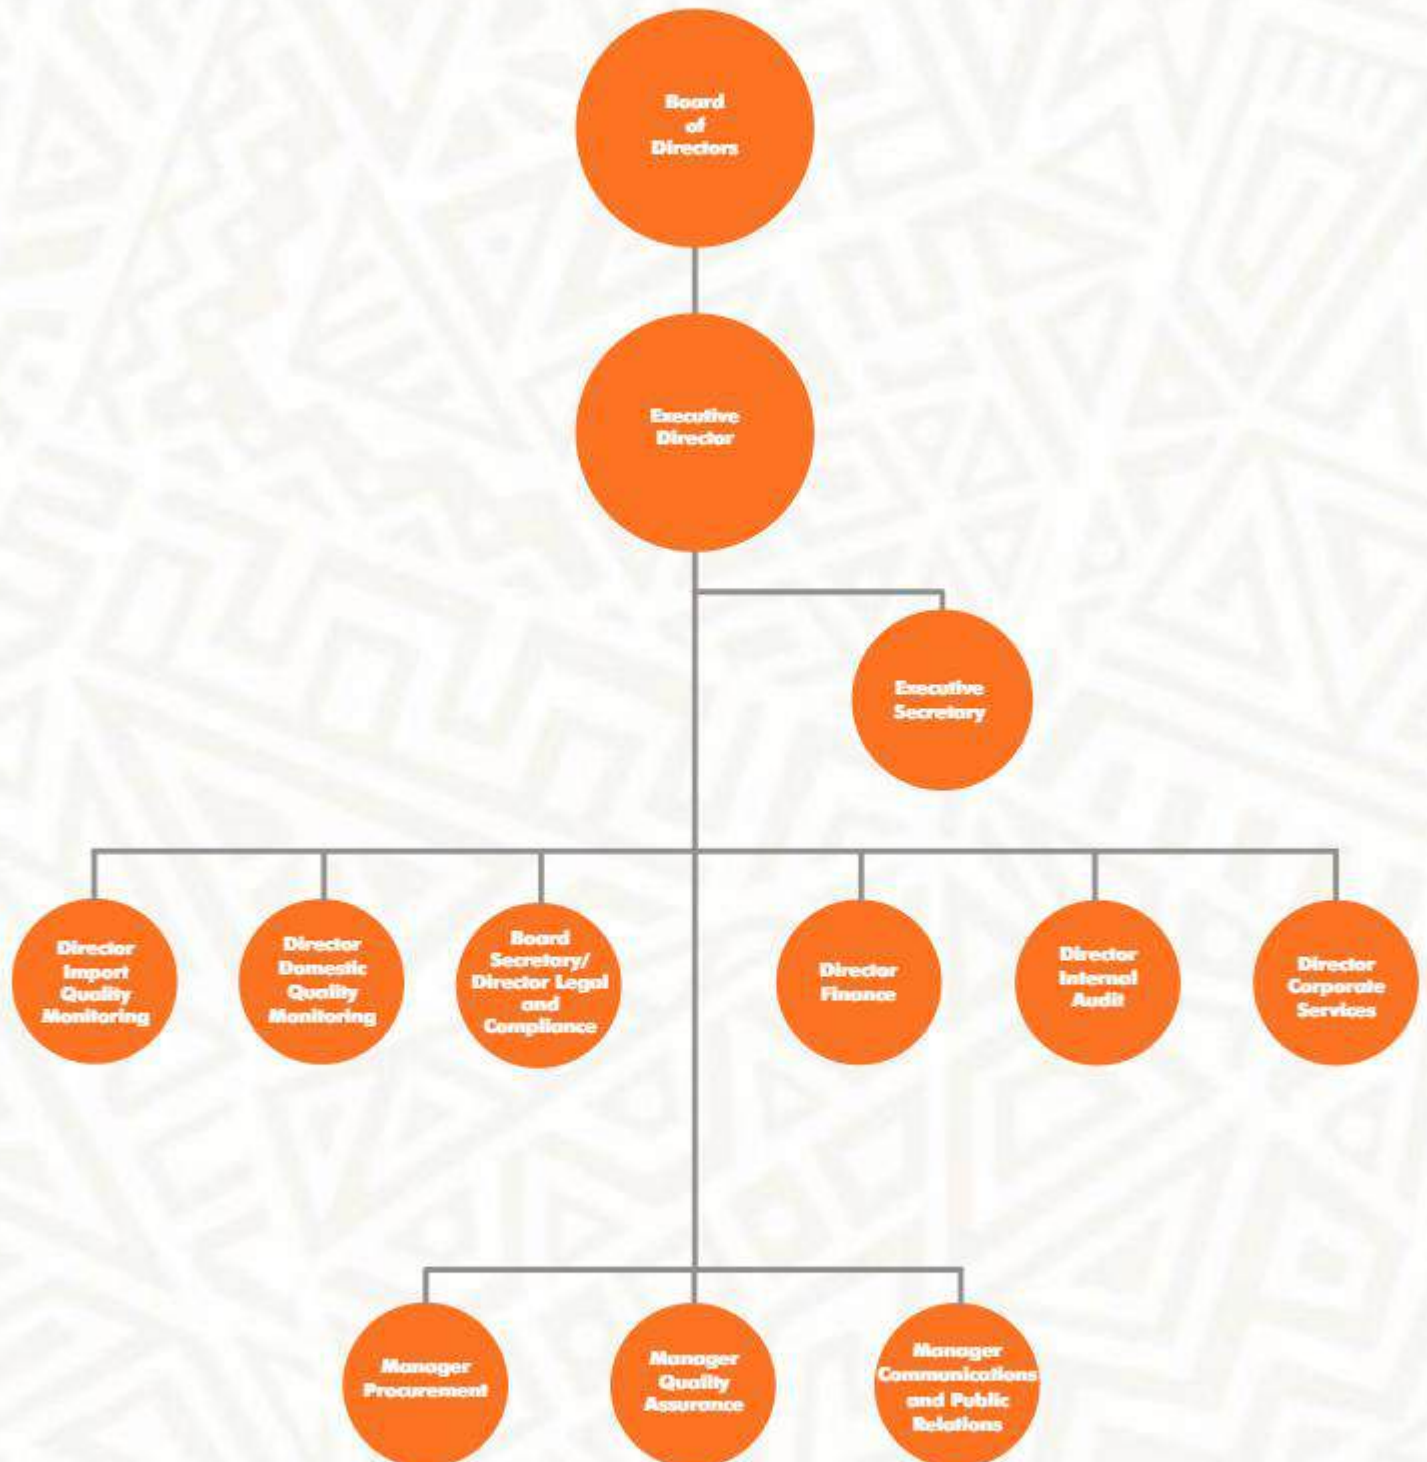 Board
of
Directors
Executive
Director
Executive
Secretary
Director
Import
Quality
Monitoring
Director
Domestic
Quality
Monitoring
Board
Secretary/
Director Legal
and
Compliance
Director
Finance
Director
Internal
Audit
Director
Corporate
Services
Manager
Procurement
Manager
Quality
Assurance
Manager
Communications
and Public
Relations